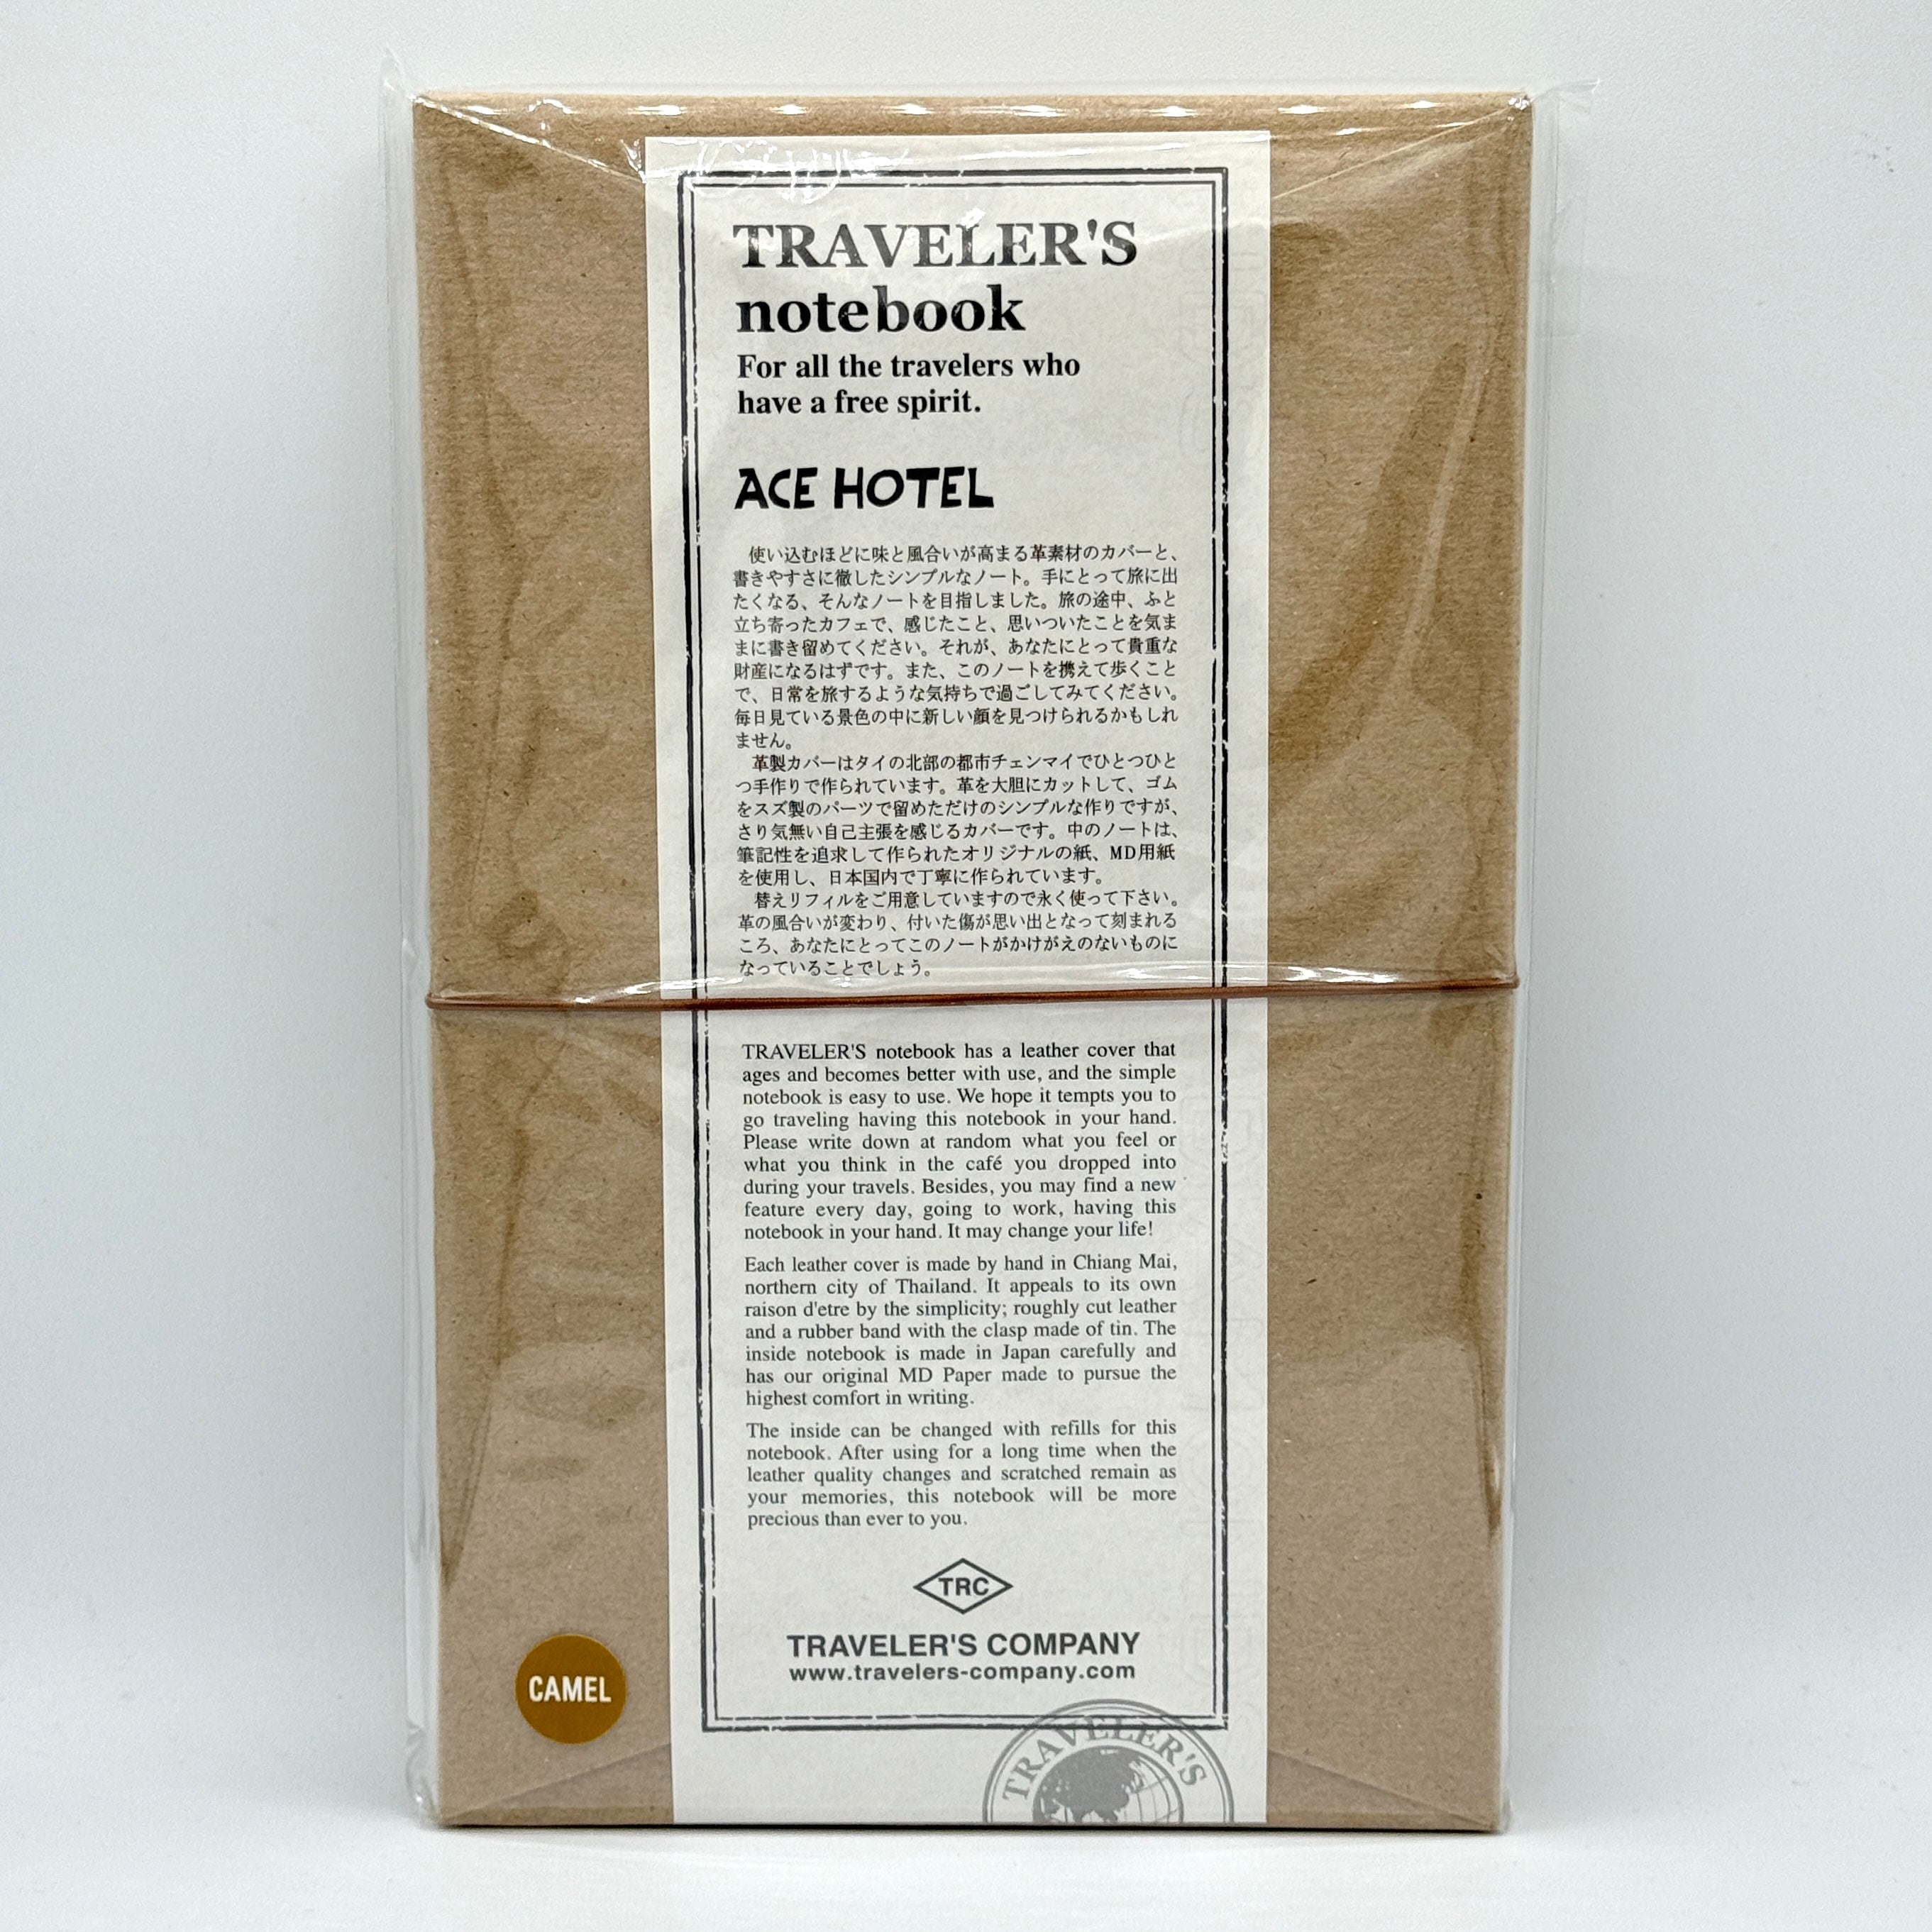 TRAVELER'S
notebook
For all the travelers who
have a free spirit.
ACE HOTEL
使い込むほどに味と風合いが高まる革素材のカバーと、
書きやすさに徹したシンプルなノート。手にとって旅に出
たくなる、そんなノートを目指しました。旅の途中、ふと
立ち寄ったカフェで、感じたこと、思いついたことを気ま
まに書き留めてください。それが、あなたにとって貴重な
財産になるはずです。また、このノートを携えて歩くこと
で、日常を旅するような気持ちで過ごしてみてください。
毎日見ている景色の中に新しい顔を見つけられるかもしれ
ません。
革製カバーはタイの北部の都市チェンマイでひとつひと
つ手作りで作られています。革を大胆にカットして、ゴム
をスズ製のパーツで留めただけのシンプルな作りですが、
さり気無い自己主張を感じるカバーです。中のノートは、
筆記性を追求して作られたオリジナルの紙、MD用紙
を使用し、日本国内で丁寧に作られています。
替えリフィルをご用意していますので永く使って下さい。
革の風合いが変わり、付いた傷が思い出となって刻まれる
ころ、あなたにとってこのノートがかけがえのないものに
なっていることでしょう。
TRAVELER'S notebook has a leather cover that
ages and becomes better with use, and the simple
notebook is easy to use. We hope it tempts you to
go traveling having this notebook in your hand.
Please write down at random what you feel or
what you think in the café you dropped into
during your travels. Besides, you may find a new
feature every day, going to work, having this
notebook in your hand. It may change your life!
Each leather cover is made by hand in Chiang Mai,
northern city of Thailand. It appeals to its own
raison d'etre by the simplicity; roughly cut leather
and a rubber band with the clasp made of tin. The
inside notebook is made in Japan carefully and
has our original MD Paper made to pursue the
highest comfort in writing.
The inside can be changed with refills for this
notebook. After using for a long time when the
leather quality changes and scratched remain as
your memories, this notebook will be more
precious than ever to you.
TRC
TRAVELER'S COMPANY
www.travelers-company.com
CAMEL
TRAVELER'S